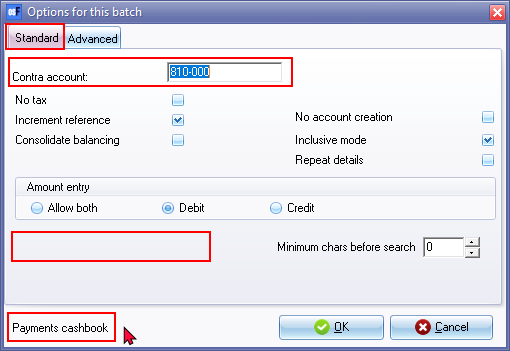 Options for this batch
Standard Advanced
Contra account: 810-000
No tax
Increment reference No account creation
Consolidate balancing Inclusive mode
Repeat details
Amount entry
Allow both Debit Credit
Minimum chars before search 0
Payments cashbook OK Cancel